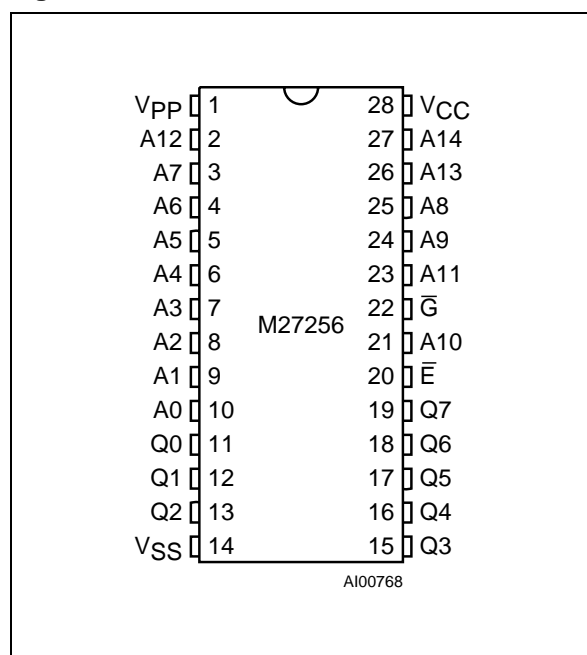 VPP 1 28 VCC
A12 2 27 A14
A7 3 26 A13
A6 4 25 A8
A5 5 24 A9
A4 6 23 A11
A3 7 22 G̅
A2 8 21 A10
A1 9 20 E̅
A0 10 19 Q7
Q0 11 18 Q6
Q1 12 17 Q5
Q2 13 16 Q4
VSS 14 15 Q3
M27256
AI00768